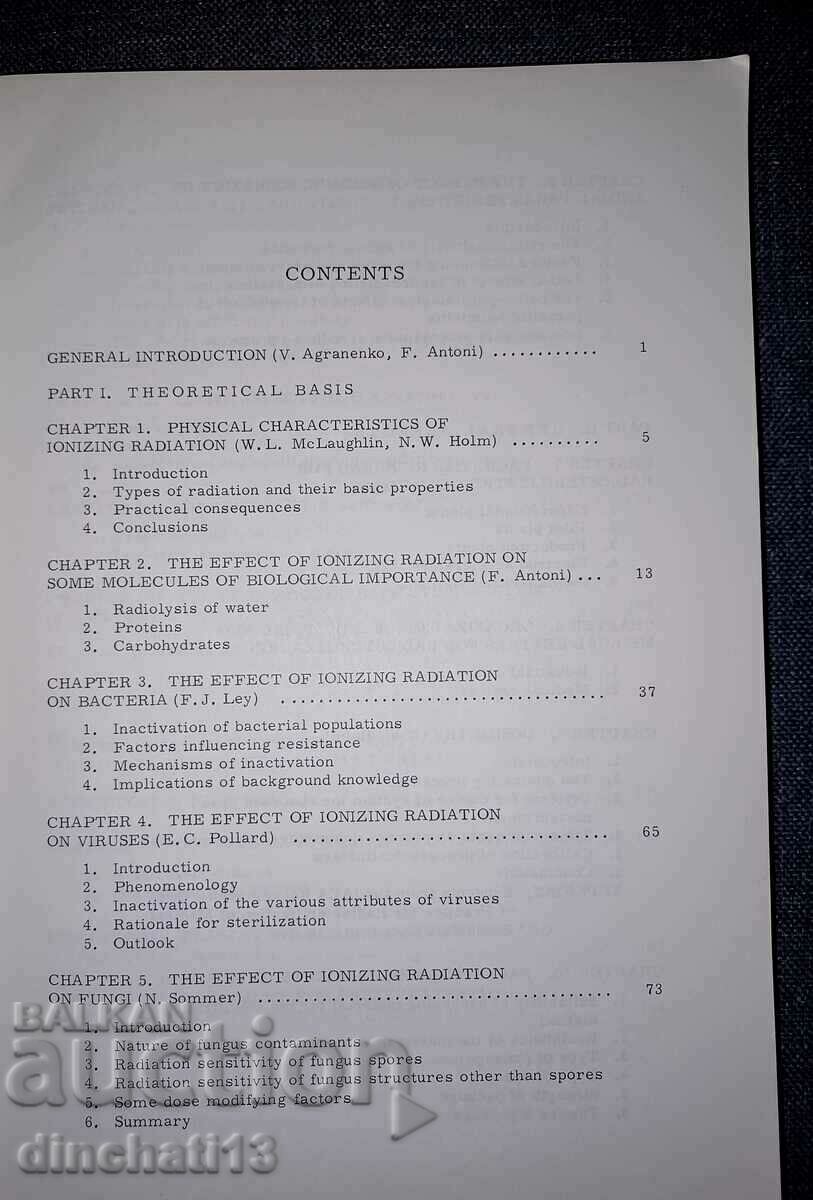 CONTENTS
GENERAL INTRODUCTION (V. Agranenko, F. Antoni) ............ 1
PART I. THEORETICAL BASIS
CHAPTER 1. PHYSICAL CHARACTERISTICS OF
IONIZING RADIATION (W.L. McLaughlin, N.W. Holm) .......... 5
1. Introduction
2. Types of radiation and their basic properties
3. Practical consequences
4. Conclusions
CHAPTER 2. THE EFFECT OF IONIZING RADIATION ON
SOME MOLECULES OF BIOLOGICAL IMPORTANCE (F. Antoni) ... 13
1. Radiolysis of water
2. Proteins
3. Carbohydrates
CHAPTER 3. THE EFFECT OF IONIZING RADIATION
ON BACTERIA (F.J. Ley) .................................... 37
1. Inactivation of bacterial populations
2. Factors influencing resistance
3. Mechanisms of inactivation
4. Implications of background knowledge
CHAPTER 4. THE EFFECT OF IONIZING RADIATION
ON VIRUSES (E.C. Pollard) ................................... 65
1. Introduction
2. Phenomenology
3. Inactivation of the various attributes of viruses
4. Rationale for sterilization
5. Outlook
CHAPTER 5. THE EFFECT OF IONIZING RADIATION
ON FUNGI (N. Sommer) ....................................... 73
1. Introduction
2. Nature of fungus contaminants
3. Radiation sensitivity of fungus spores
4. Radiation sensitivity of fungus structures other than spores
5. Some dose modifying factors
6. Summary
BALKAN
auction
dinchati13